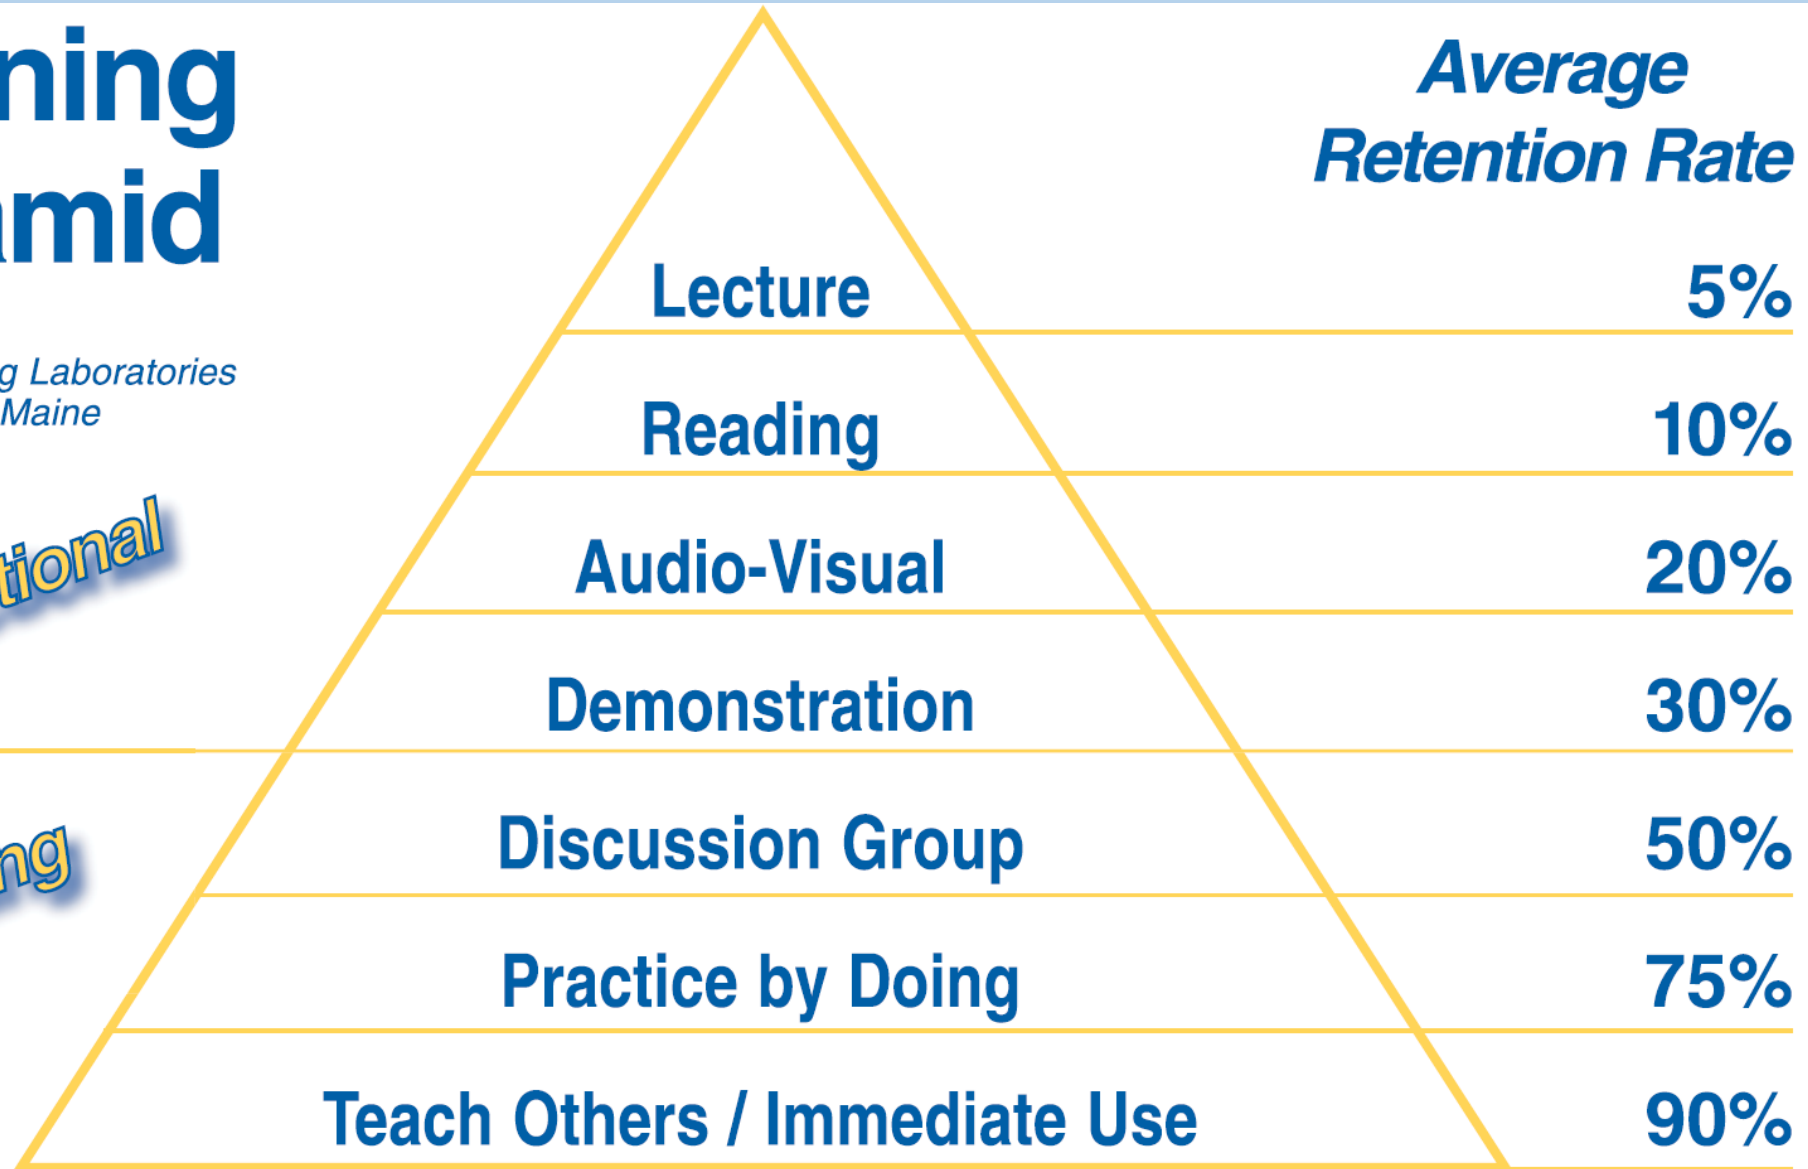 ning
amid
g Laboratories
Maine
tional
ng
Average
Retention Rate
Lecture 5%
Reading 10%
Audio-Visual 20%
Demonstration 30%
Discussion Group 50%
Practice by Doing 75%
Teach Others / Immediate Use 90%